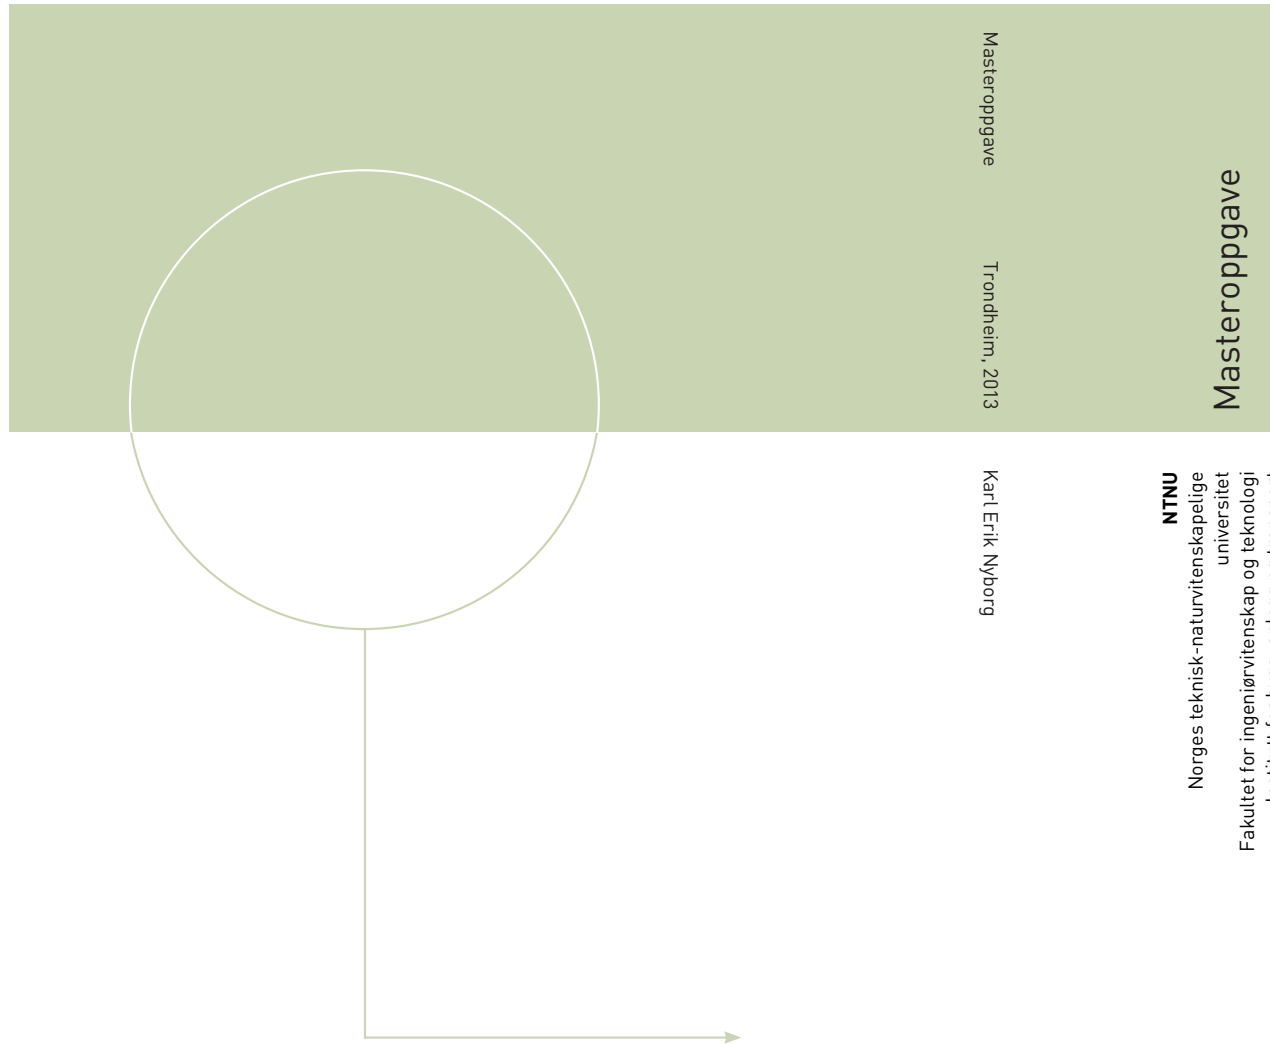 Masteroppgave
Trondheim, 2013
Karl Erik Nyborg
Masteroppgave
NTNU
Norges teknisk-naturvitenskapelige
universitet
Fakultet for ingeniørvitenskap og teknologi